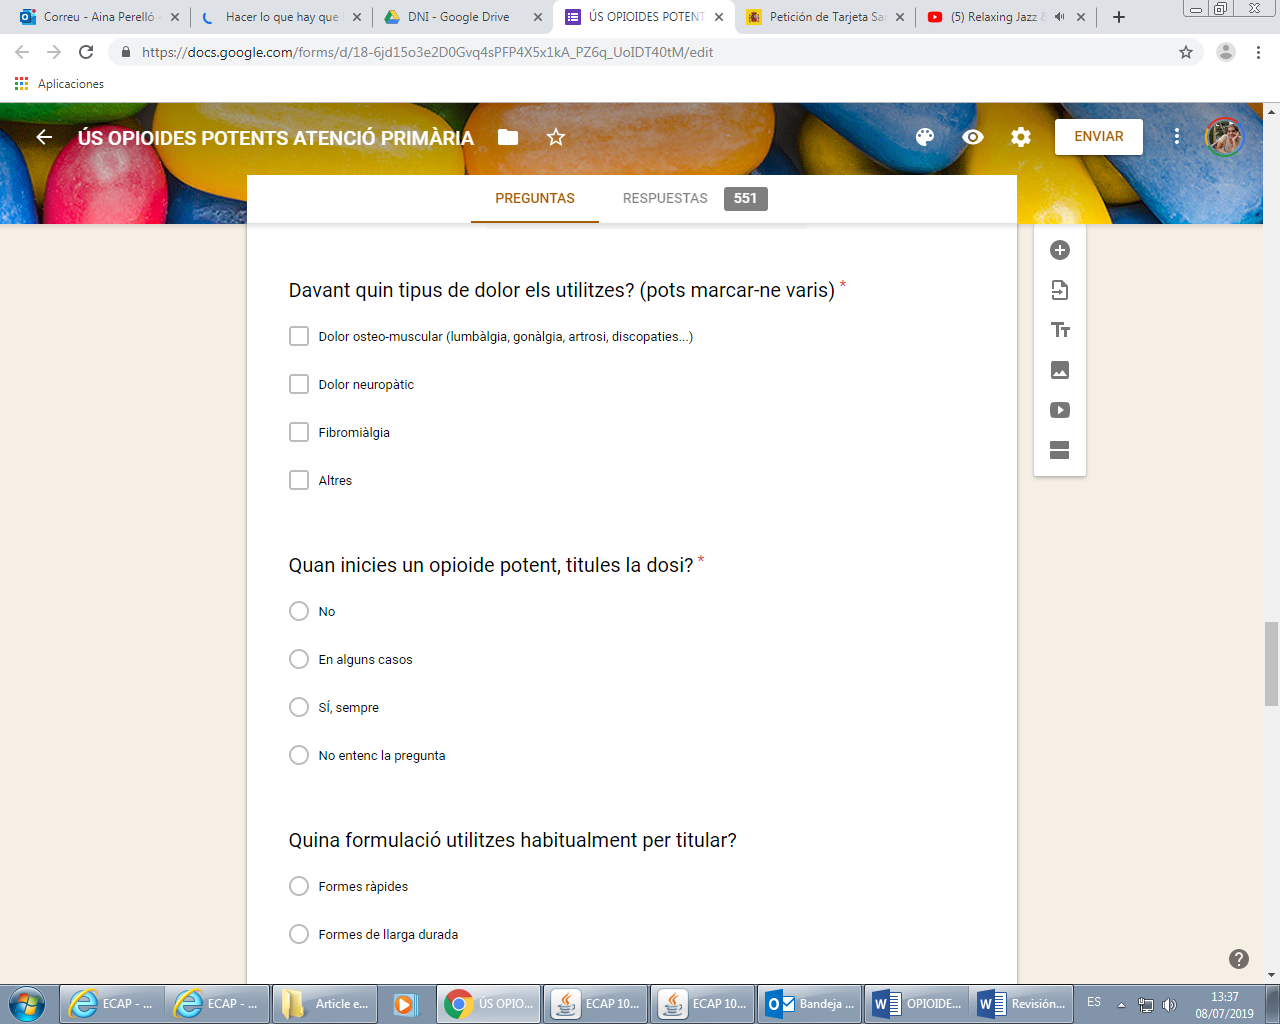 Correu - Aina Perelló
Hacer lo que hay que
DNI - Google Drive
ÚS OPIOIDES POTENT
Petición de Tarjeta Sa
(5) Relaxing Jazz
https://docs.google.com/forms/d/18-6jd15o3e2D0Gvq4sPFP4X5x1kA_PZ6q_UoIDT40tM/edit
Aplicaciones
ÚS OPIOIDES POTENTS ATENCIÓ PRIMÀRIA
ENVIAR
PREGUNTAS
RESPUESTAS
551
Davant quin tipus de dolor els utilitzes? (pots marcar-ne varis) *
Dolor osteo-muscular (lumbàlgia, gonàlgia, artrosi, discopaties...)
Dolor neuropàtic
Fibromiàlgia
Altres
Quan inicies un opioide potent, titules la dosi? *
No
En alguns casos
SÍ, sempre
No entenc la pregunta
Quina formulació utilitzes habitualment per titular?
Formes ràpides
Formes de llarga durada
ECAP - ...
ECAP - ...
Article e...
ÚS OPIO...
ECAP 10...
ECAP 10...
Bandeja ...
OPIOIDE...
Revisión...
ES
13:37
08/07/2019